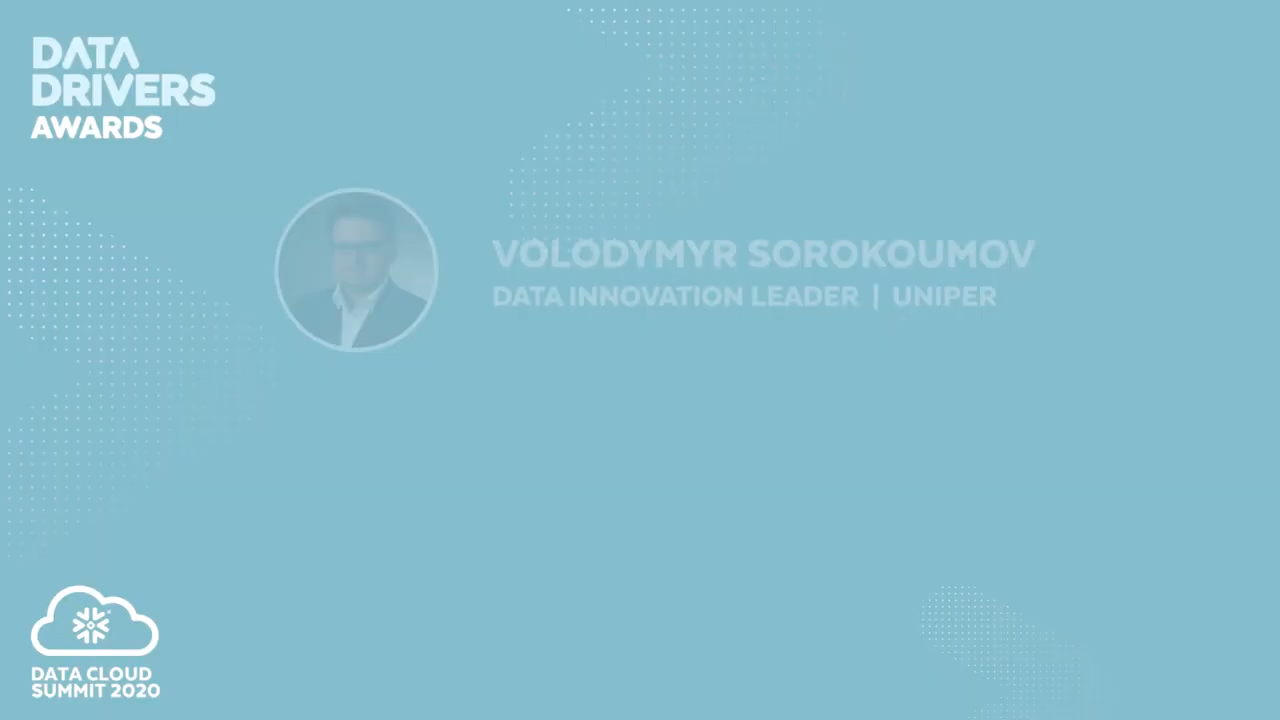 DATA
DRIVERS
AWARDS
VOLODYMYR SOROKOUMOV
DATA INNOVATION LEADER | UNIPER
DATA CLOUD
SUMMIT 2020